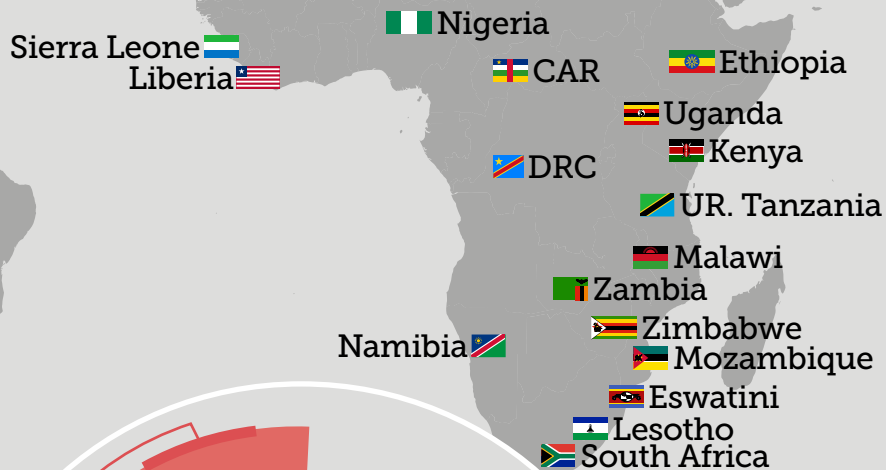 Nigeria
Sierra Leone
Liberia
CAR
Ethiopia
Uganda
Kenya
DRC
UR. Tanzania
Malawi
Zambia
Zimbabwe
Namibia
Mozambique
Eswatini
Lesotho
South Africa